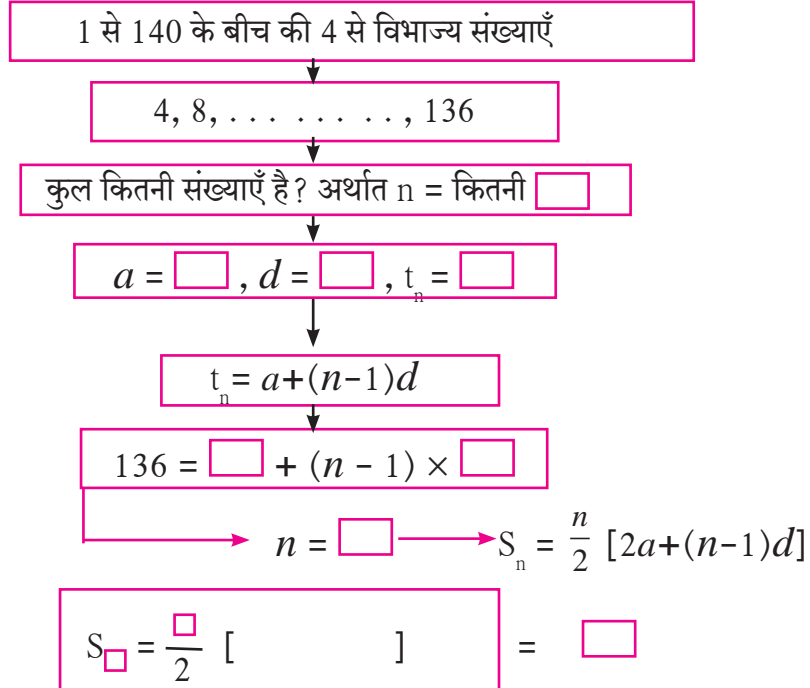 1 से 140 के बीच की 4 से विभाज्य संख्याएँ
4, 8, . . . . . . . . ., 136
कुल कितनी संख्याएँ है? अर्थात n = कितनी
a = , d = , tn =
tn = a+(n-1)d
136 = + (n - 1) ×
n = Sn = n/2 [2a+(n-1)d]
S = /2 [ ] =